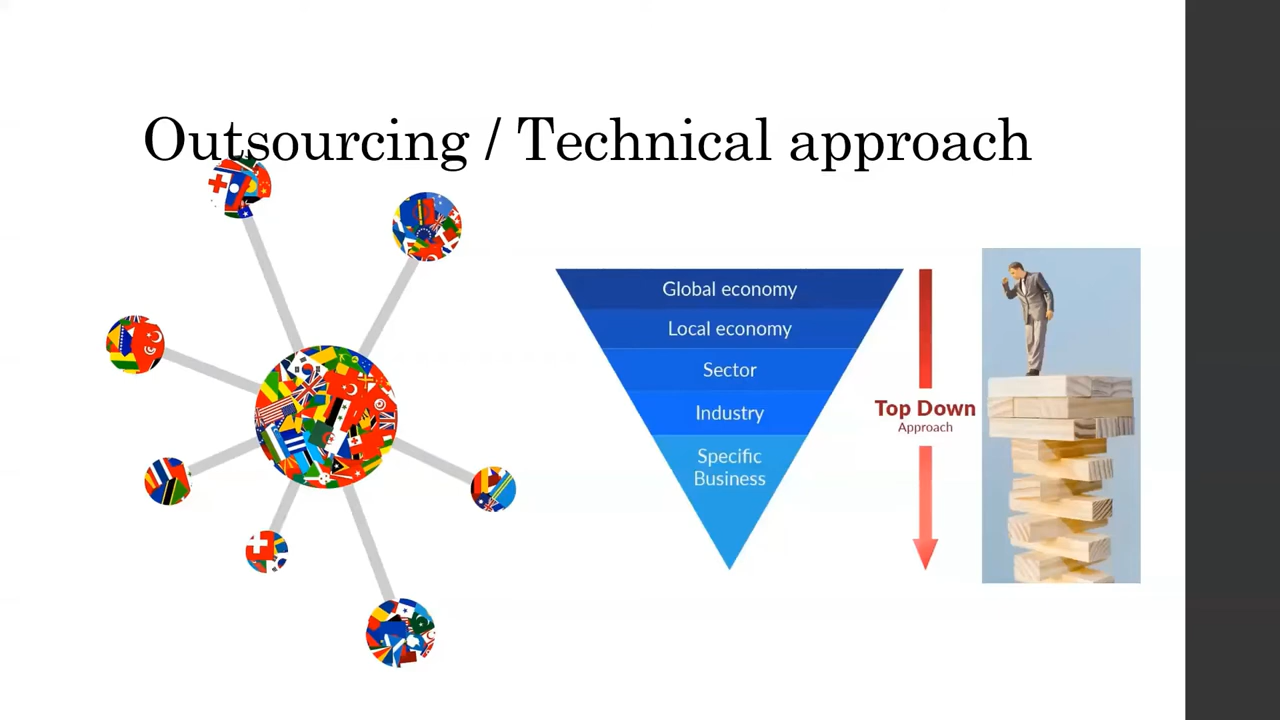 Outsourcing / Technical approach
Global economy
Local economy
Sector
Industry
Specific
Business
Top Down
Approach